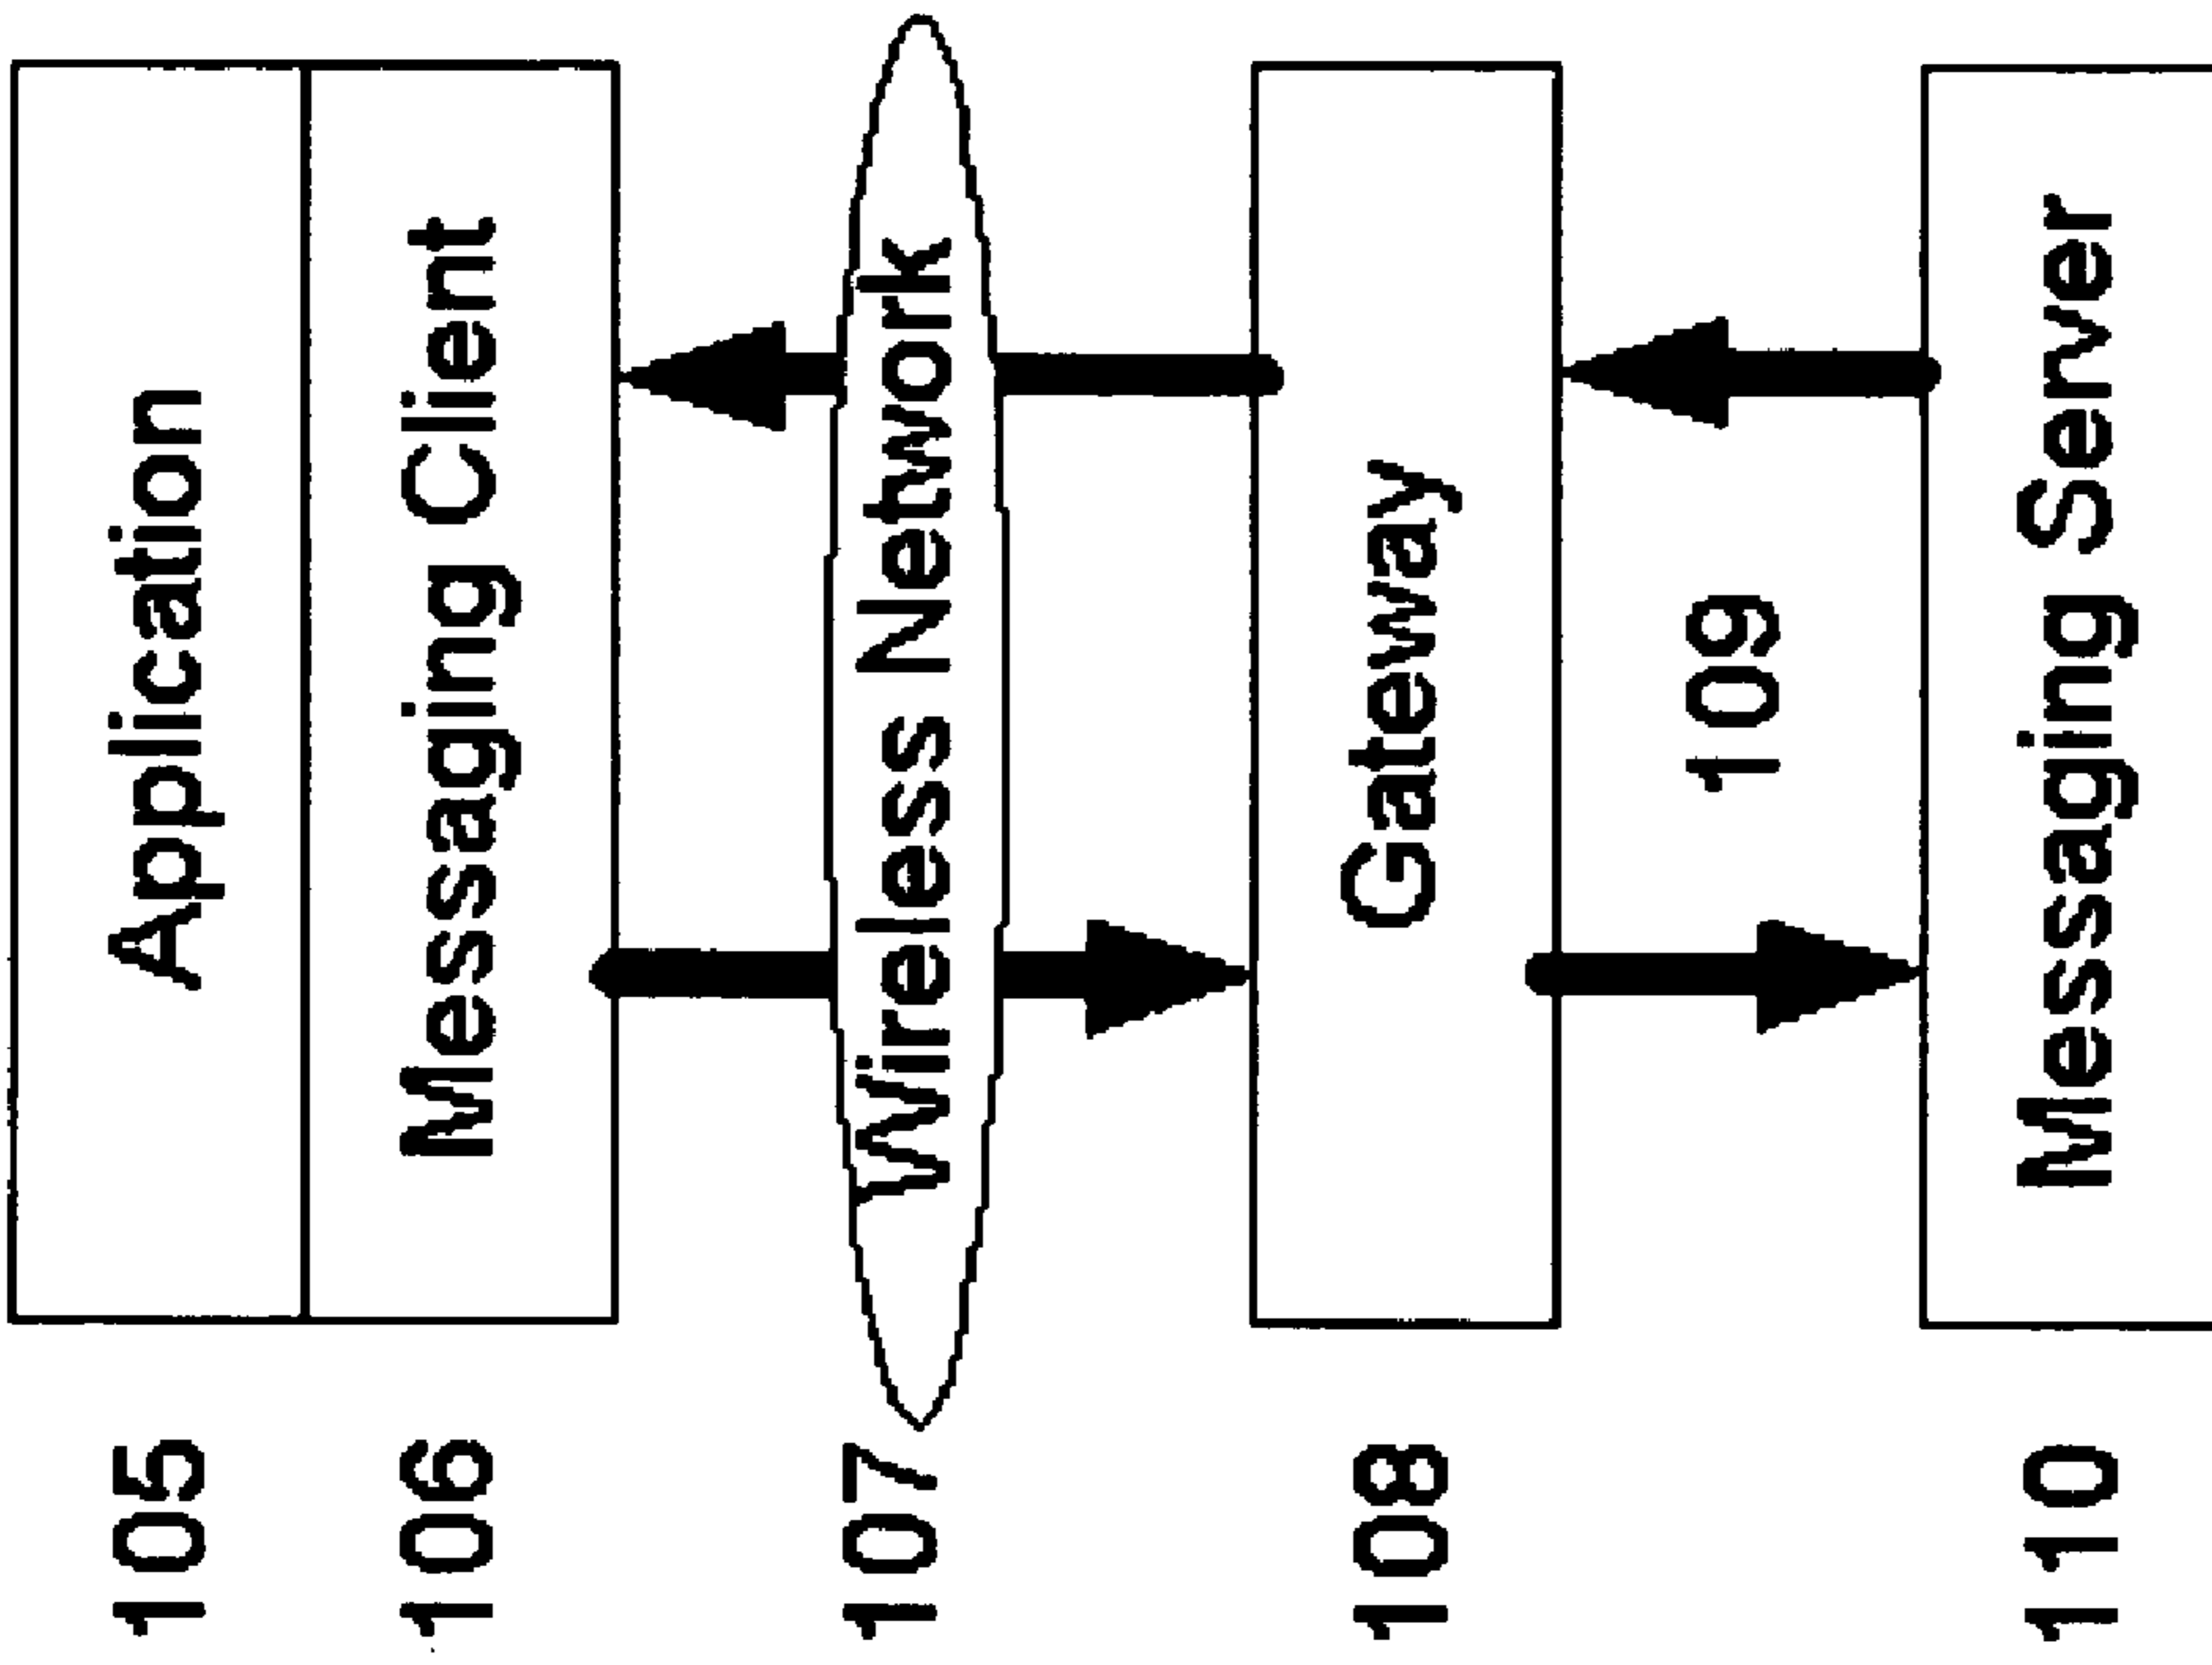 105 Application
106 Messaging Client
107 Wireless Network
108 Gateway
109
110 Messaging Server